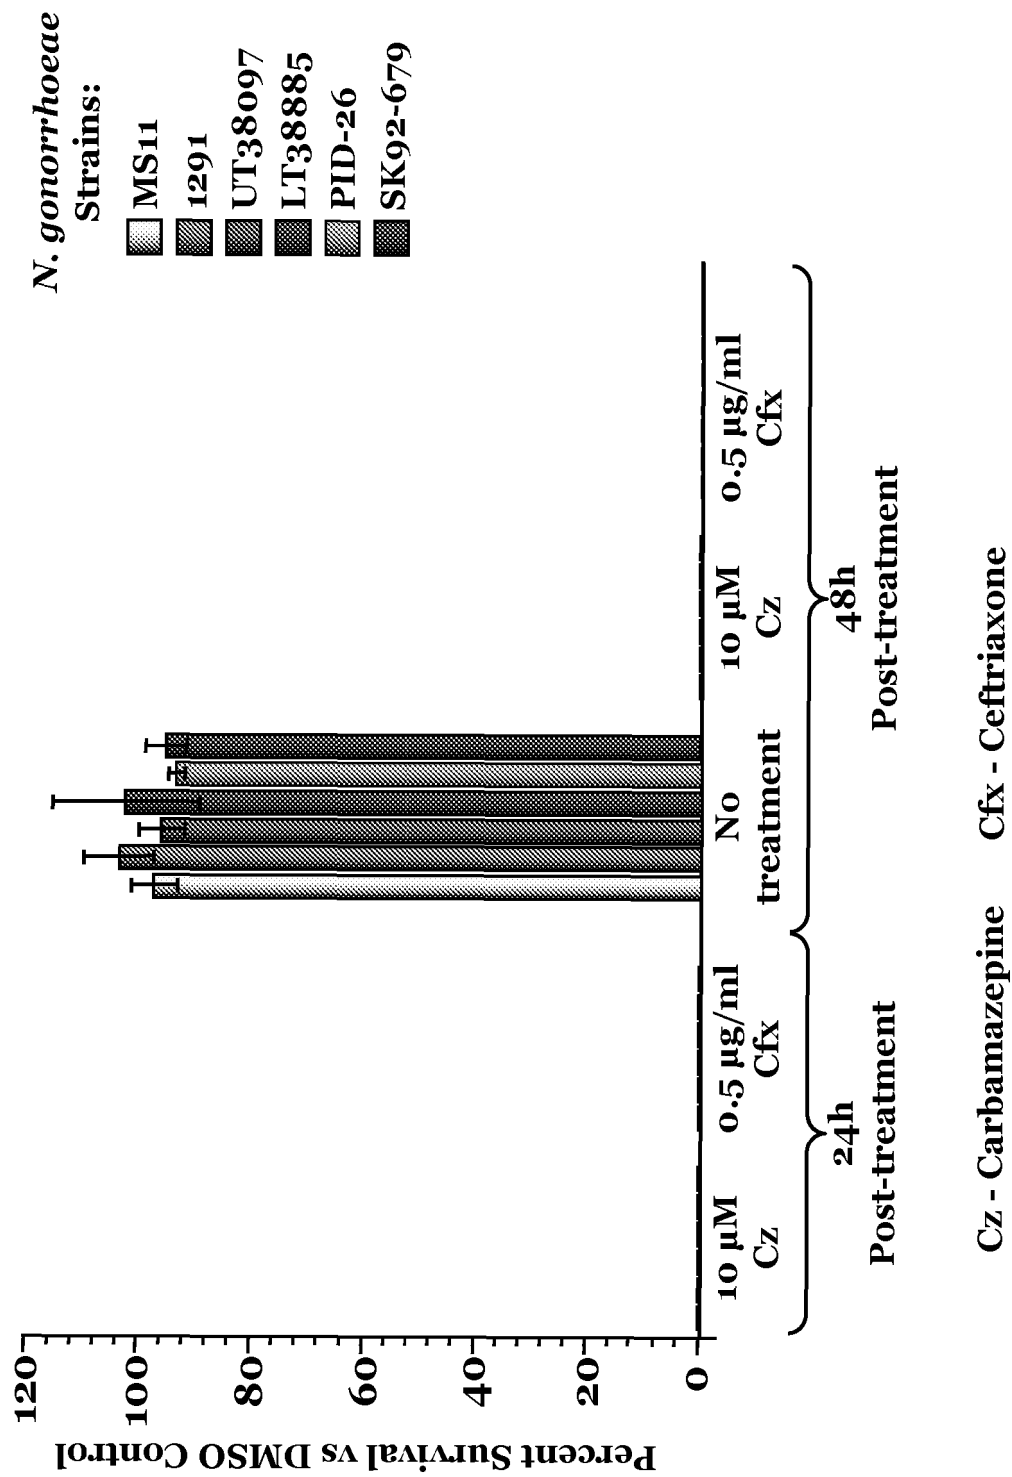 N. gonorrhoeae
Strains:
MS11
1291
UT38097
LT38885
PID-26
SK92-679
Percent Survival vs DMSO Control
120
100
80
60
40
20
0
10 µM
Cz
0.5 µg/ml
Cfx
No
treatment
10 µM
Cz
0.5 µg/ml
Cfx
24h
Post-treatment
48h
Post-treatment
Cz - Carbamazepine
Cfx - Ceftriaxone